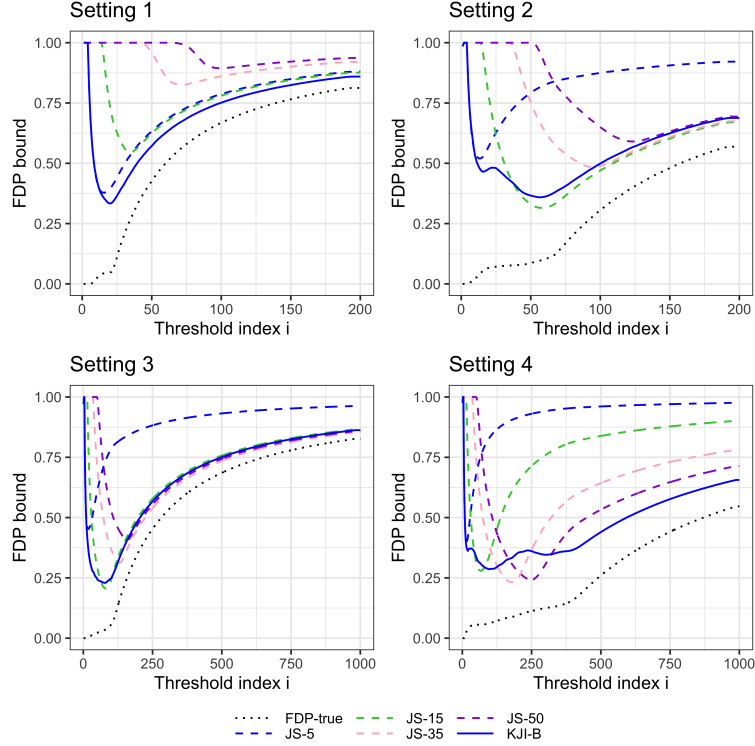 Setting 1
FDP bound
1.00
0.75
0.50
0.25
0.00
0 50 100 150 200
Threshold index i
Setting 2
FDP bound
1.00
0.75
0.50
0.25
0.00
0 50 100 150 200
Threshold index i
Setting 3
FDP bound
1.00
0.75
0.50
0.25
0.00
0 250 500 750 1000
Threshold index i
Setting 4
FDP bound
1.00
0.75
0.50
0.25
0.00
0 250 500 750 1000
Threshold index i
FDP-true JS-15 JS-50
JS-5 JS-35 KJI-B